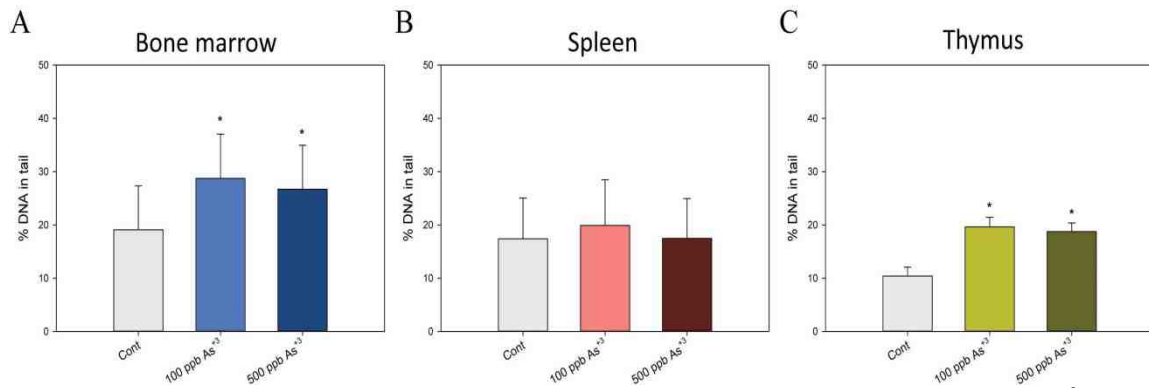 A
Bone marrow
50
40
30
20
10
0
% DNA in tail
*
*
Cont
100 ppb As+3
500 ppb As+3
B
Spleen
50
40
30
20
10
0
% DNA in tail
Cont
100 ppb As+3
500 ppb As+3
C
Thymus
50
40
30
20
10
0
% DNA in tail
*
*
Cont
100 ppb As+3
500 ppb As+3